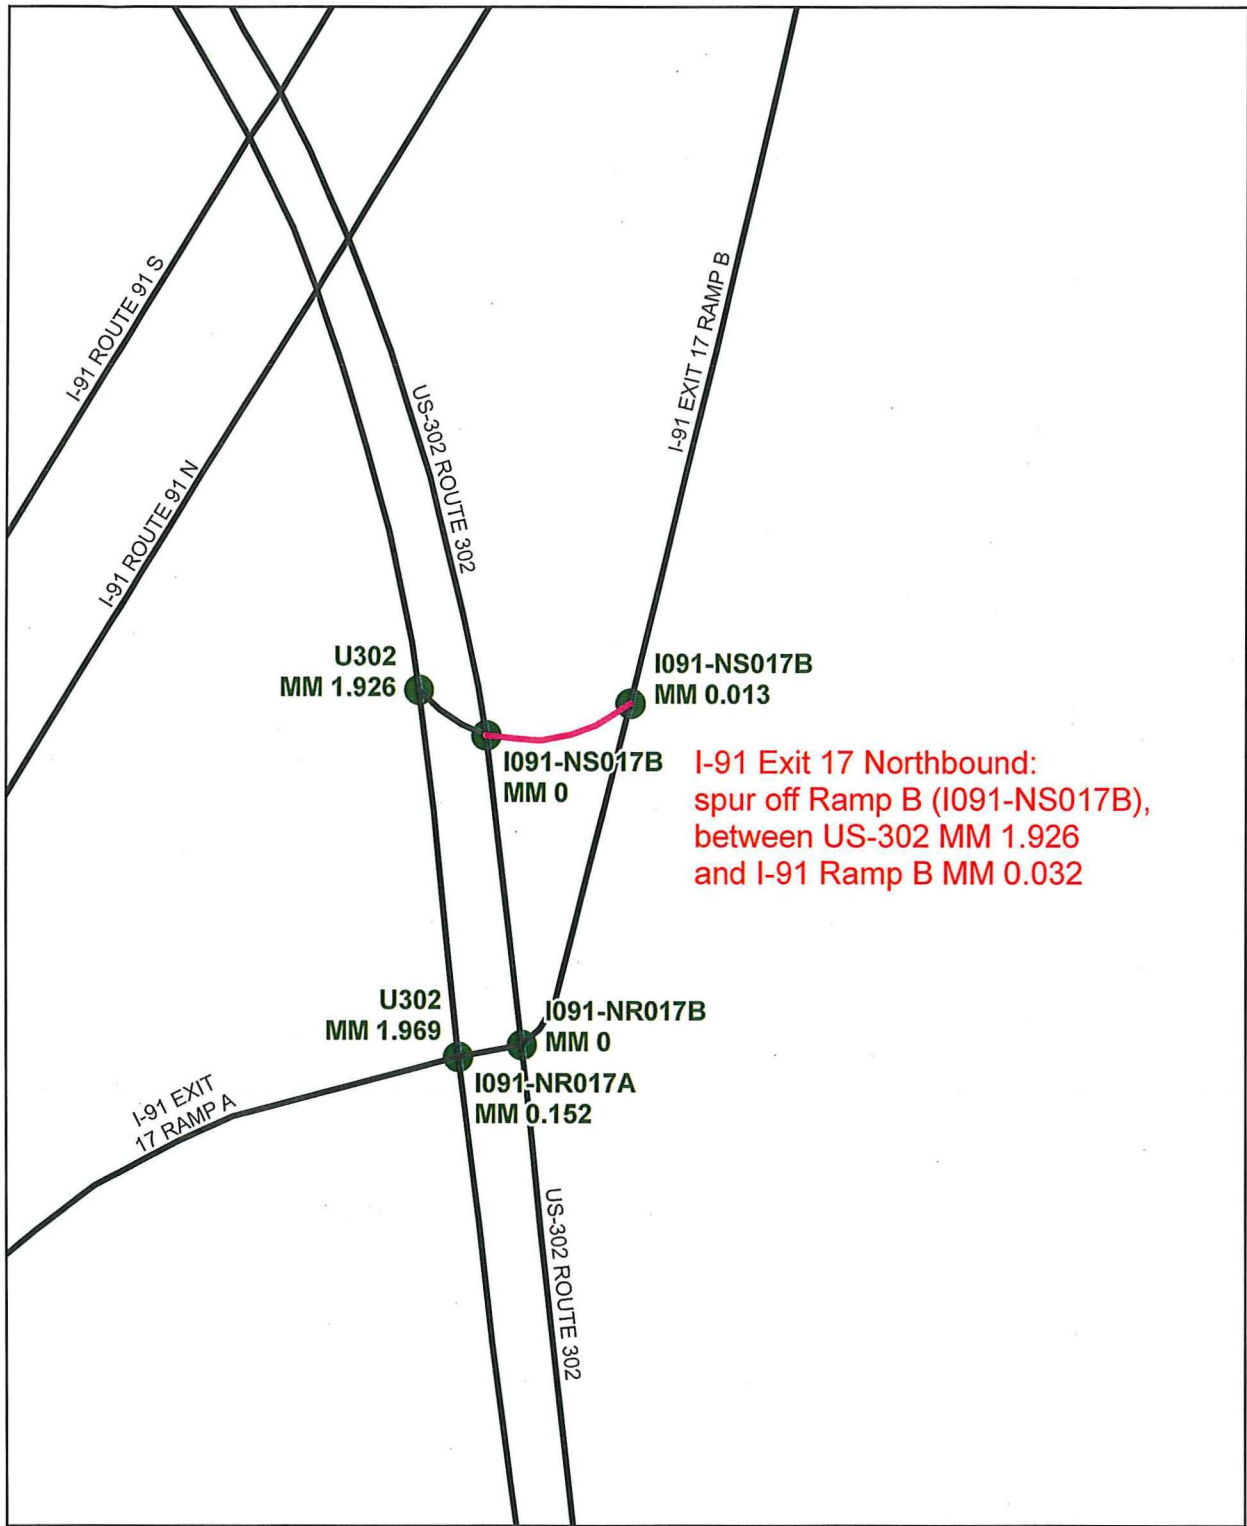 I-91 ROUTE 91 S
I-91 ROUTE 91 N
US-302 ROUTE 302
I-91 EXIT 17 RAMP B
U302
MM 1.926
I091-NS017B
MM 0.013
I091-NS017B
MM 0
I-91 Exit 17 Northbound:
spur off Ramp B (I091-NS017B),
between US-302 MM 1.926
and I-91 Ramp B MM 0.032
U302
MM 1.969
I091-NR017B
MM 0
I091-NR017A
MM 0.152
I-91 EXIT
17 RAMP A
US-302 ROUTE 302